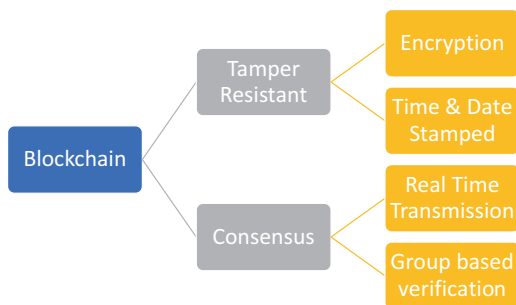 Blockchain
Tamper
Resistant
Encryption
Time & Date
Stamped
Consensus
Real Time
Transmission
Group based
verification